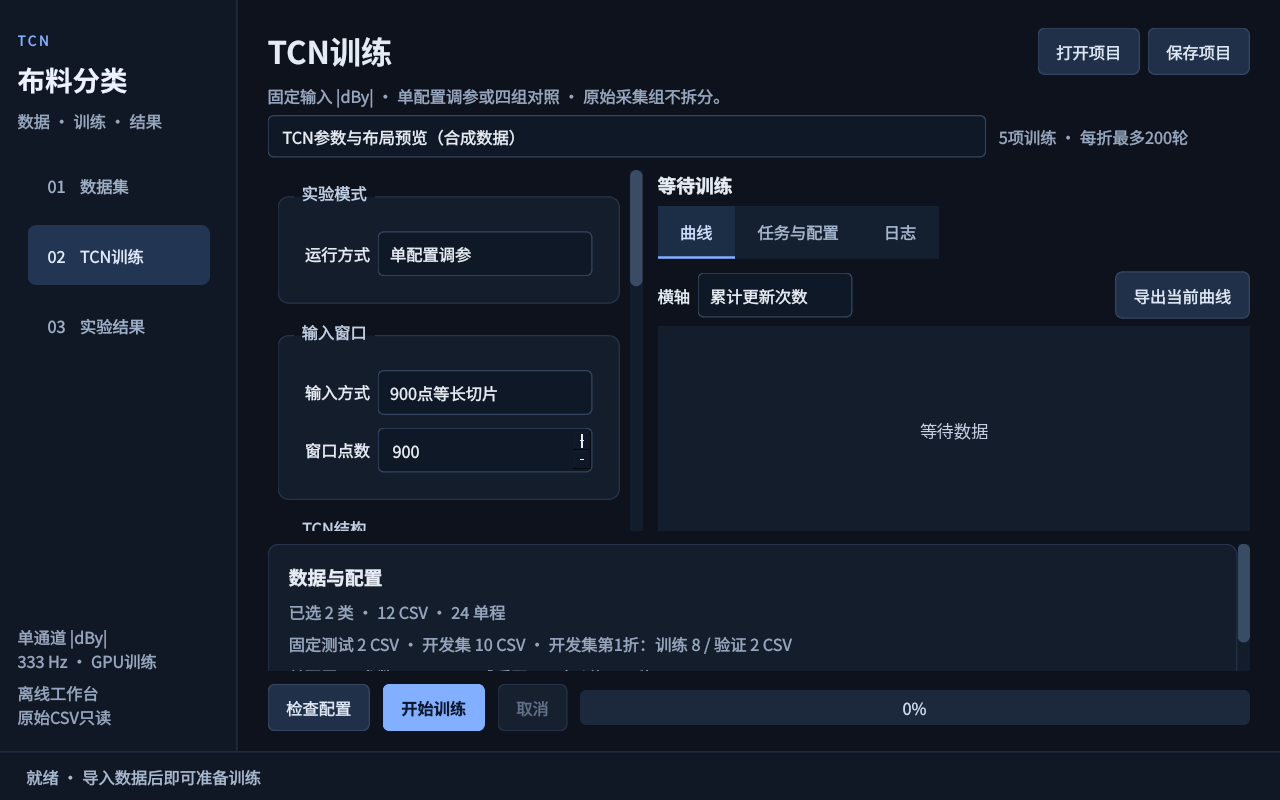 TCN
布料分类
数据 • 训练 • 结果
01 数据集
02 TCN训练
03 实验结果
单通道 |dBy|
333 Hz • GPU训练
离线工作台
原始CSV只读
TCN训练
打开项目
保存项目
固定输入 |dBy| • 单配置调参或四组对照 • 原始采集组不拆分。
TCN参数与布局预览（合成数据）
5项训练 • 每折最多200轮
实验模式
运行方式 单配置调参
输入窗口
输入方式 900点等长切片
窗口点数 900
TCN结构
等待训练
曲线 任务与配置 日志
横轴 累计更新次数
导出当前曲线
等待数据
数据与配置
已选 2 类 • 12 CSV • 24 单程
固定测试 2 CSV • 开发集 10 CSV • 开发集第1折：训练 8 / 验证 2 CSV
检查配置 开始训练 取消 0%
就绪 • 导入数据后即可准备训练